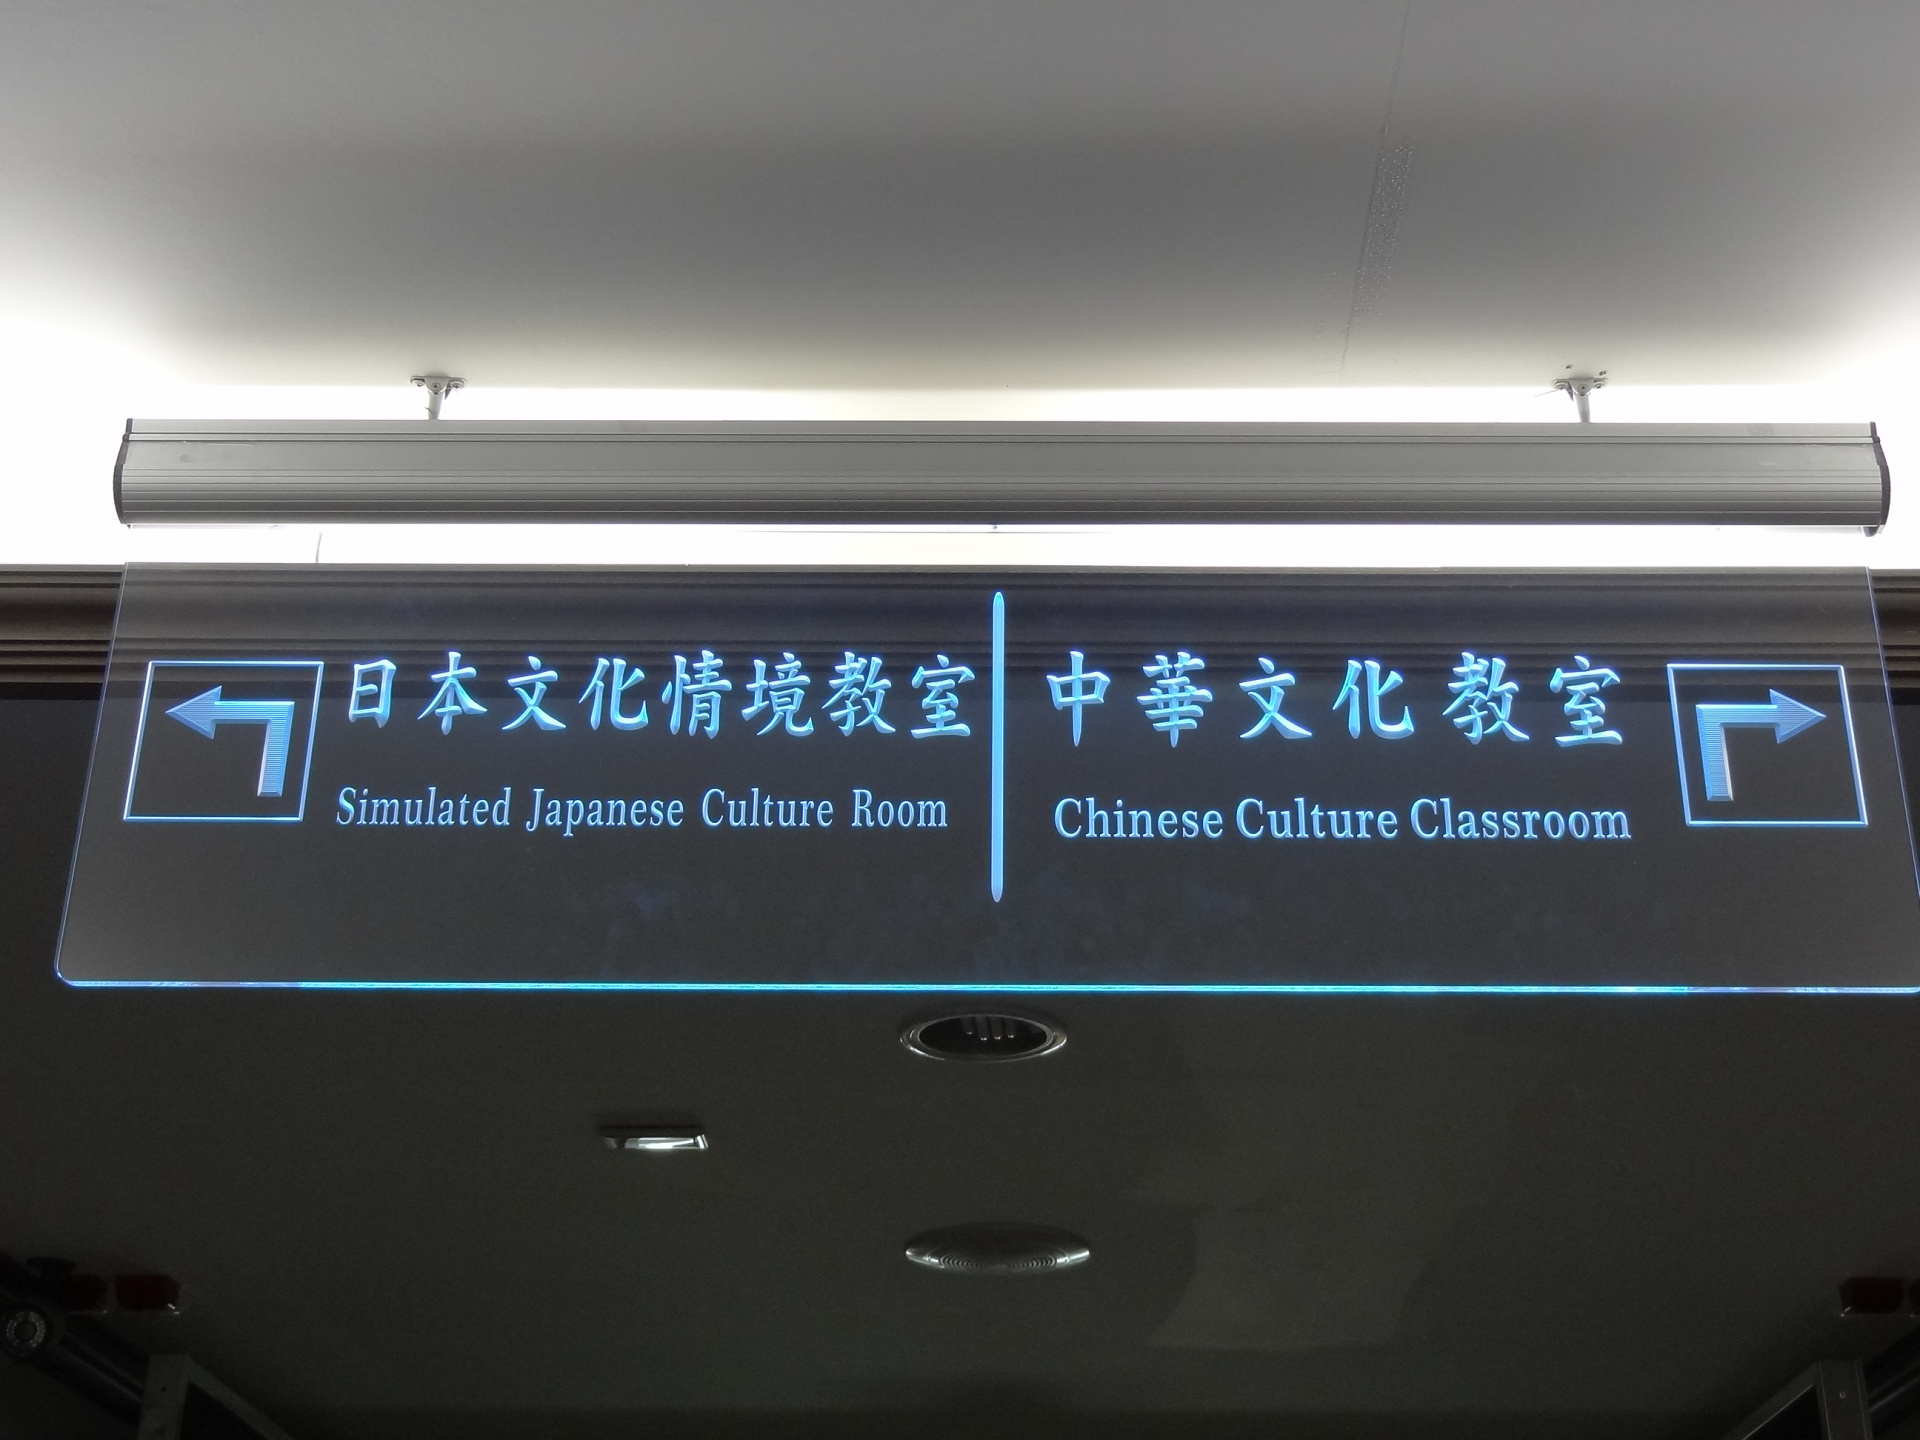 日本文化情境教室
Simulated Japanese Culture Room
中華文化教室
Chinese Culture Classroom